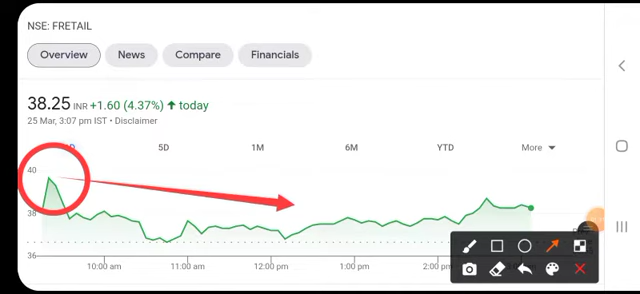 NSE: FRETAIL
Overview News Compare Financials
38.25 INR +1.60 (4.37%) ↑ today
25 Mar, 3:07 pm IST • Disclaimer
5D 1M 6M YTD More
40
38
36
10:00 am 11:00 am 12:00 pm 1:00 pm 2:00